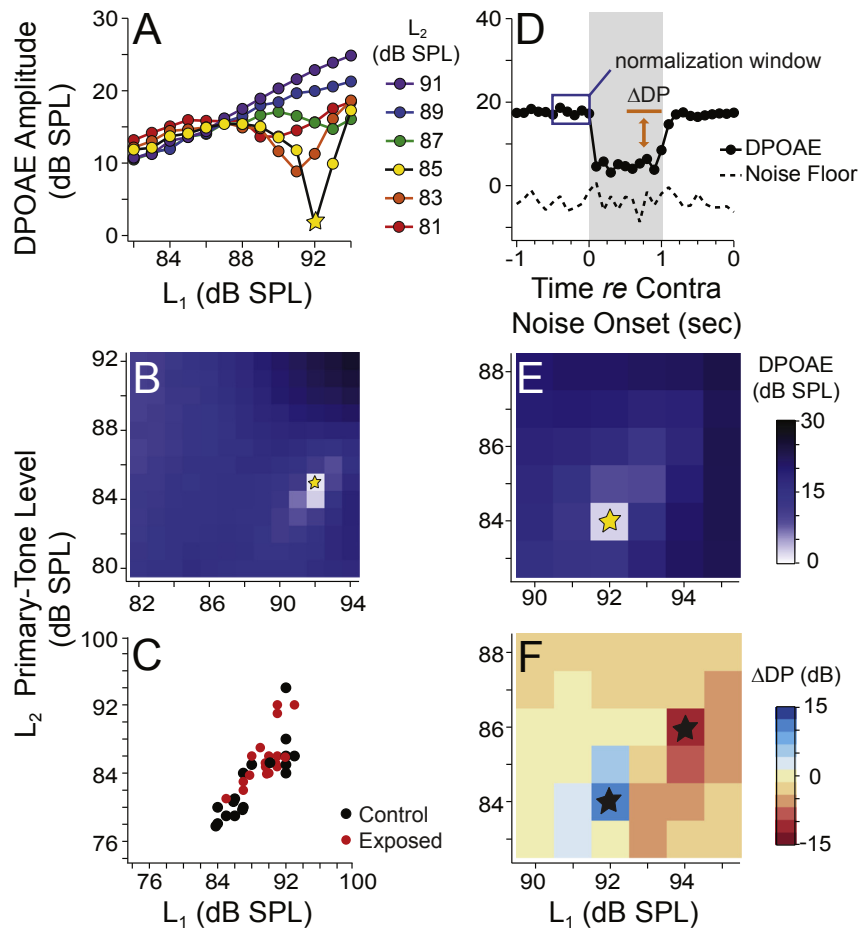 A
DPOAE Amplitude
(dB SPL)
30
20
15
10
0
84
88
92
L1 (dB SPL)
L2
(dB SPL)
91
89
87
85
83
81
D
normalization window
ΔDP
40
20
0
DPOAE
Noise Floor
-1
0
1
0
Time re Contra
Noise Onset (sec)
B
92
88
84
80
82
86
90
94
L2 Primary-Tone Level
(dB SPL)
E
88
86
84
90
92
94
DPOAE
(dB SPL)
30
15
0
C
100
92
84
76
76
84
92
100
Control
Exposed
L1 (dB SPL)
F
88
86
84
90
92
94
L1 (dB SPL)
ΔDP (dB)
15
0
-15